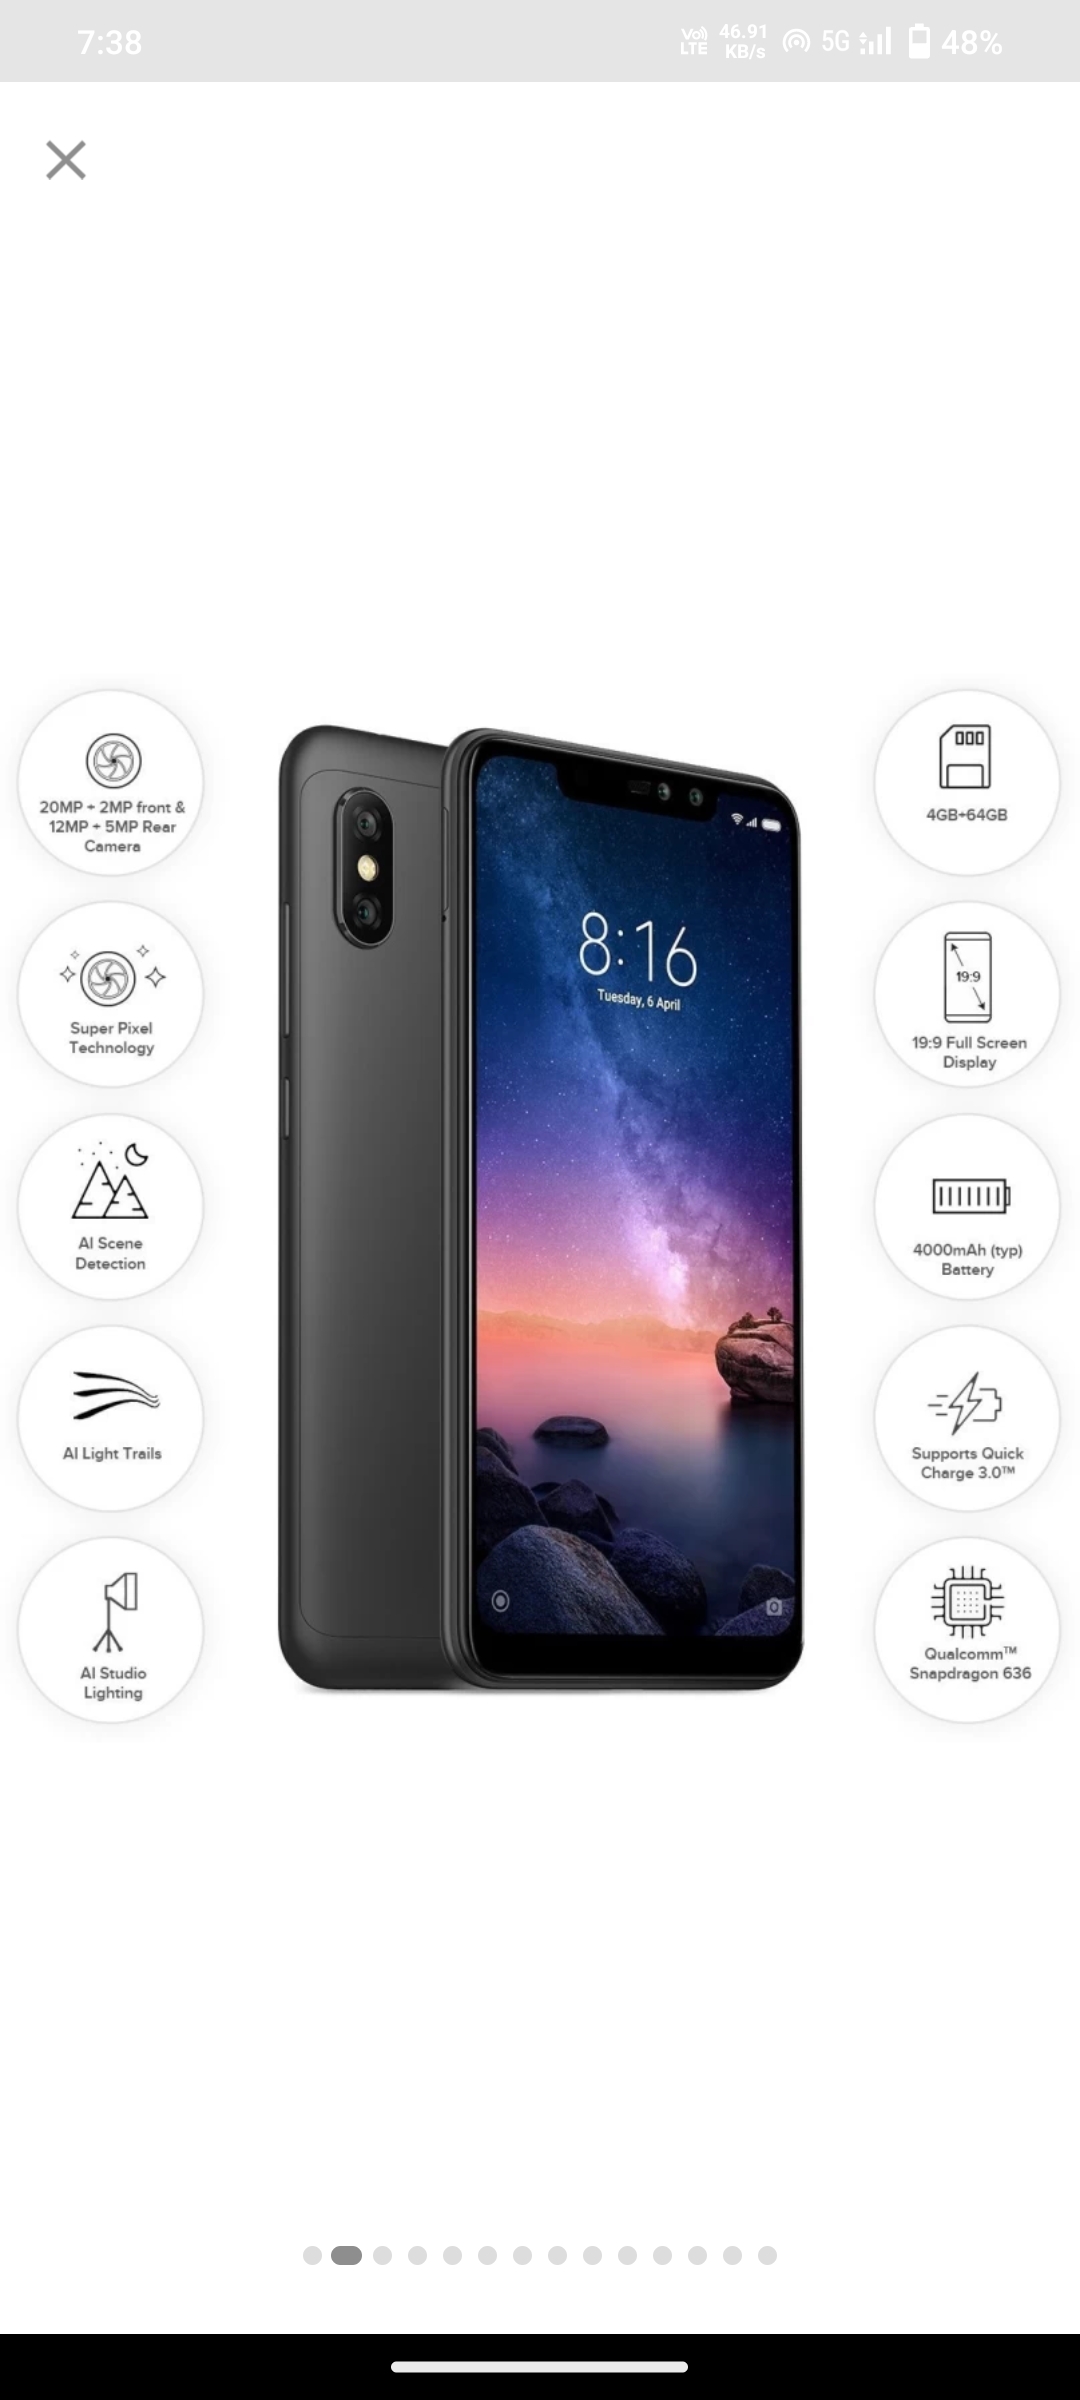 7:38
Vo)) LTE 46.91 KB/s 5G 48%
20MP + 2MP front &
12MP + 5MP Rear
Camera
Super Pixel
Technology
AI Scene
Detection
AI Light Trails
AI Studio
Lighting
8:16
Tuesday, 6 April
4GB+64GB
19:9
19:9 Full Screen
Display
4000mAh (typ)
Battery
Supports Quick
Charge 3.0™
Qualcomm™
Snapdragon 636